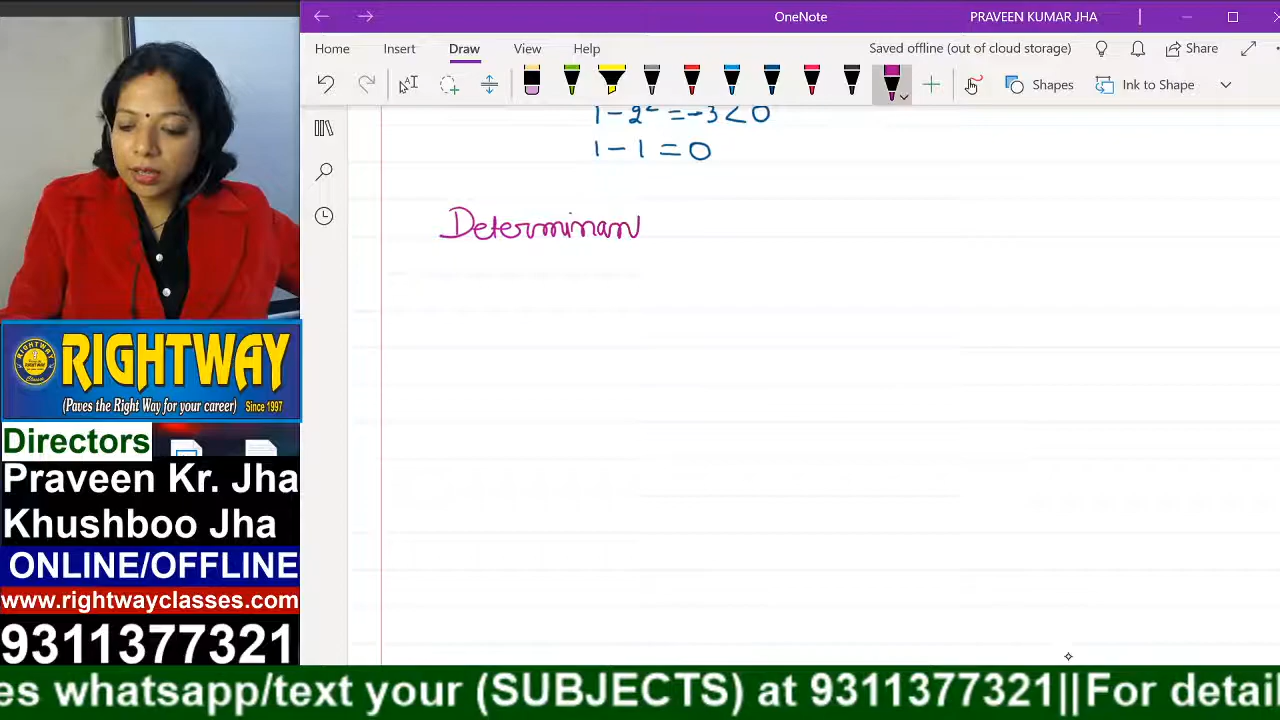 OneNote
PRAVEEN KUMAR JHA
Home Insert Draw View Help
Saved offline (out of cloud storage)
Share
Shapes
Ink to Shape
1 - 2² = -3 < 0
1 - 1 = 0
Determinan
RIGHTWAY
(Paves the Right Way for your career) Since 1997
Directors
Praveen Kr. Jha
Khushboo Jha
ONLINE/OFFLINE
www.rightwayclasses.com
9311377321
es whatsapp/text your (SUBJECTS) at 9311377321||For detail